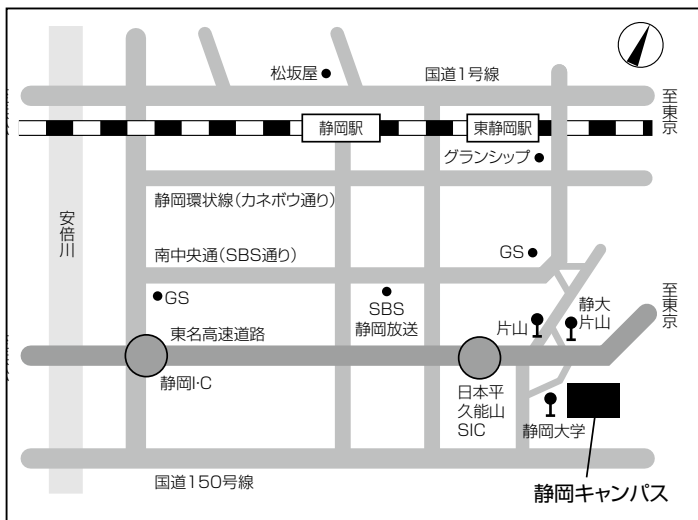 松坂屋
国道1号線
至東京
静岡駅
東静岡駅
グランシップ
静岡環状線(カネボウ通り)
安倍川
南中央通(SBS通り)
GS
GS
SBS
静岡放送
片山
静大
片山
至東京
東名高速道路
静岡I・C
日本平
久能山
SIC
静岡大学
国道150号線
静岡キャンパス